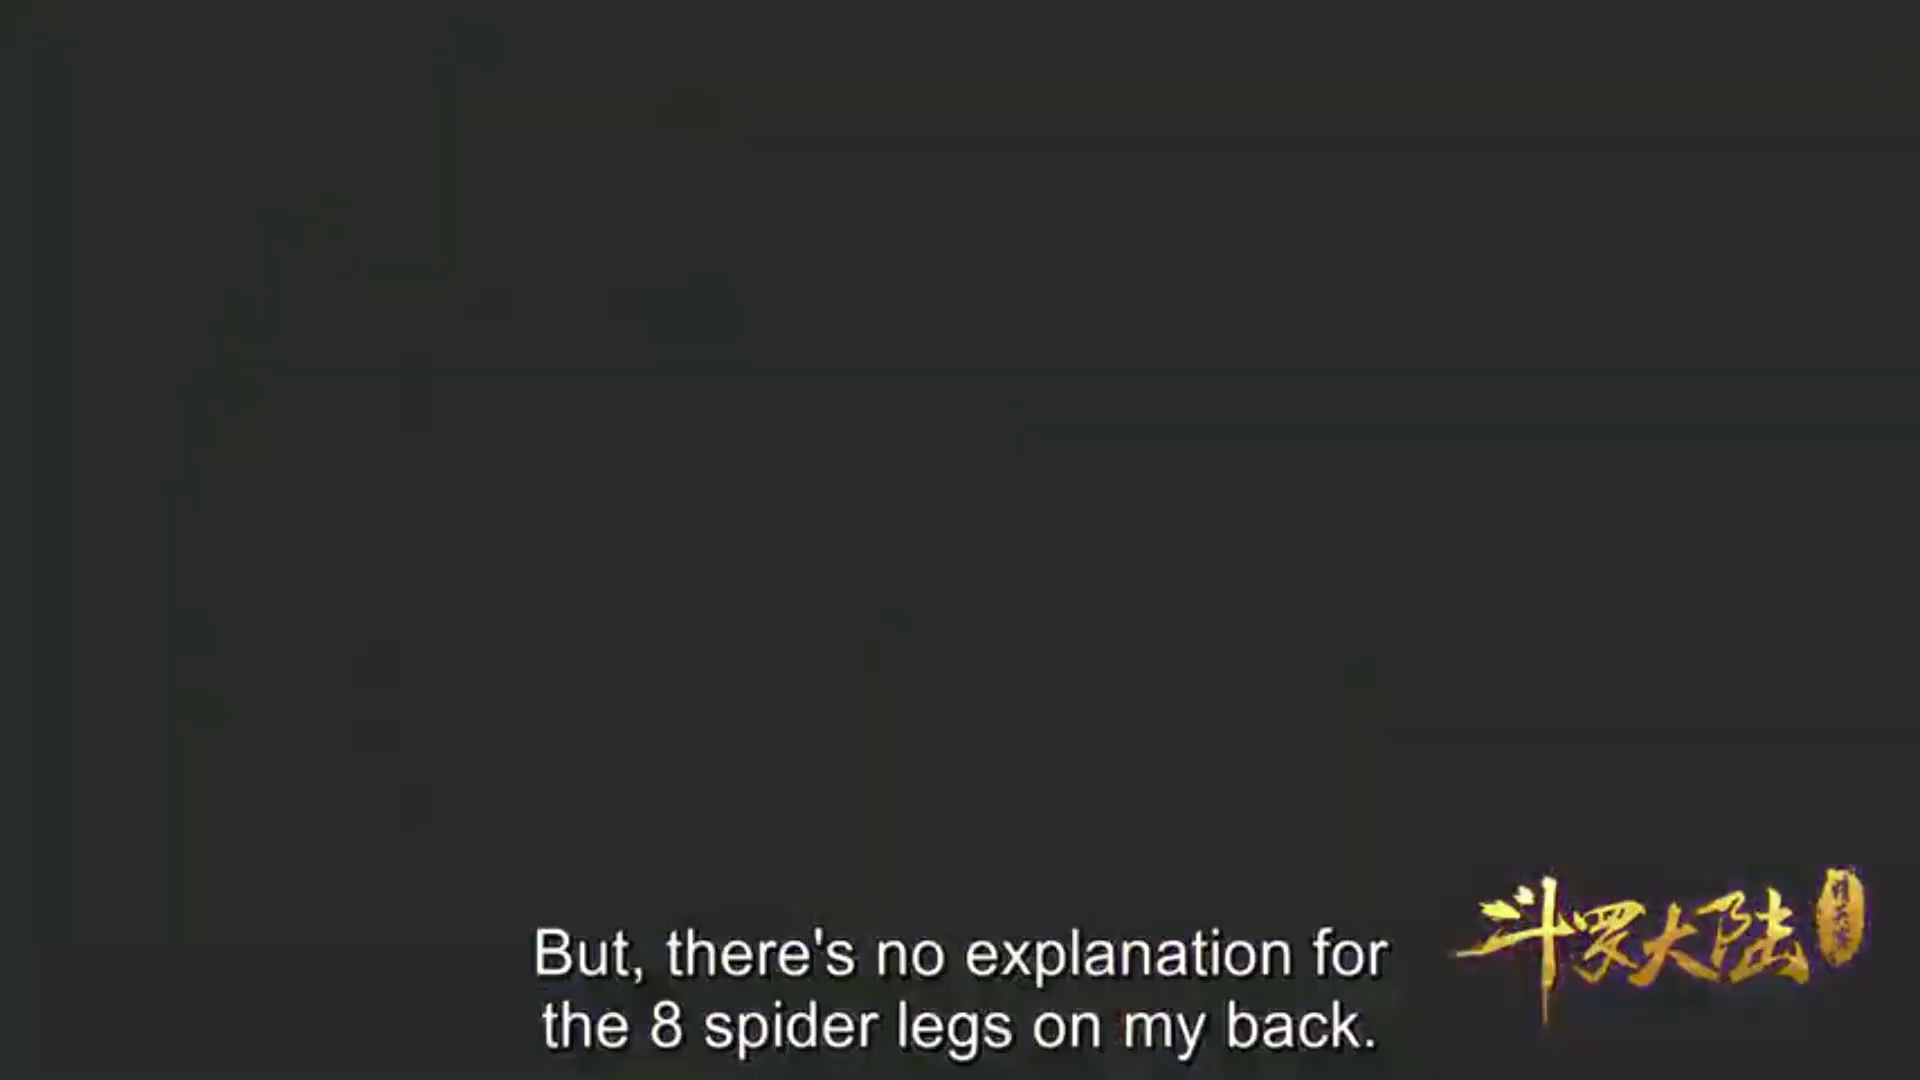 But, there's no explanation for
the 8 spider legs on my back.
斗罗大陆